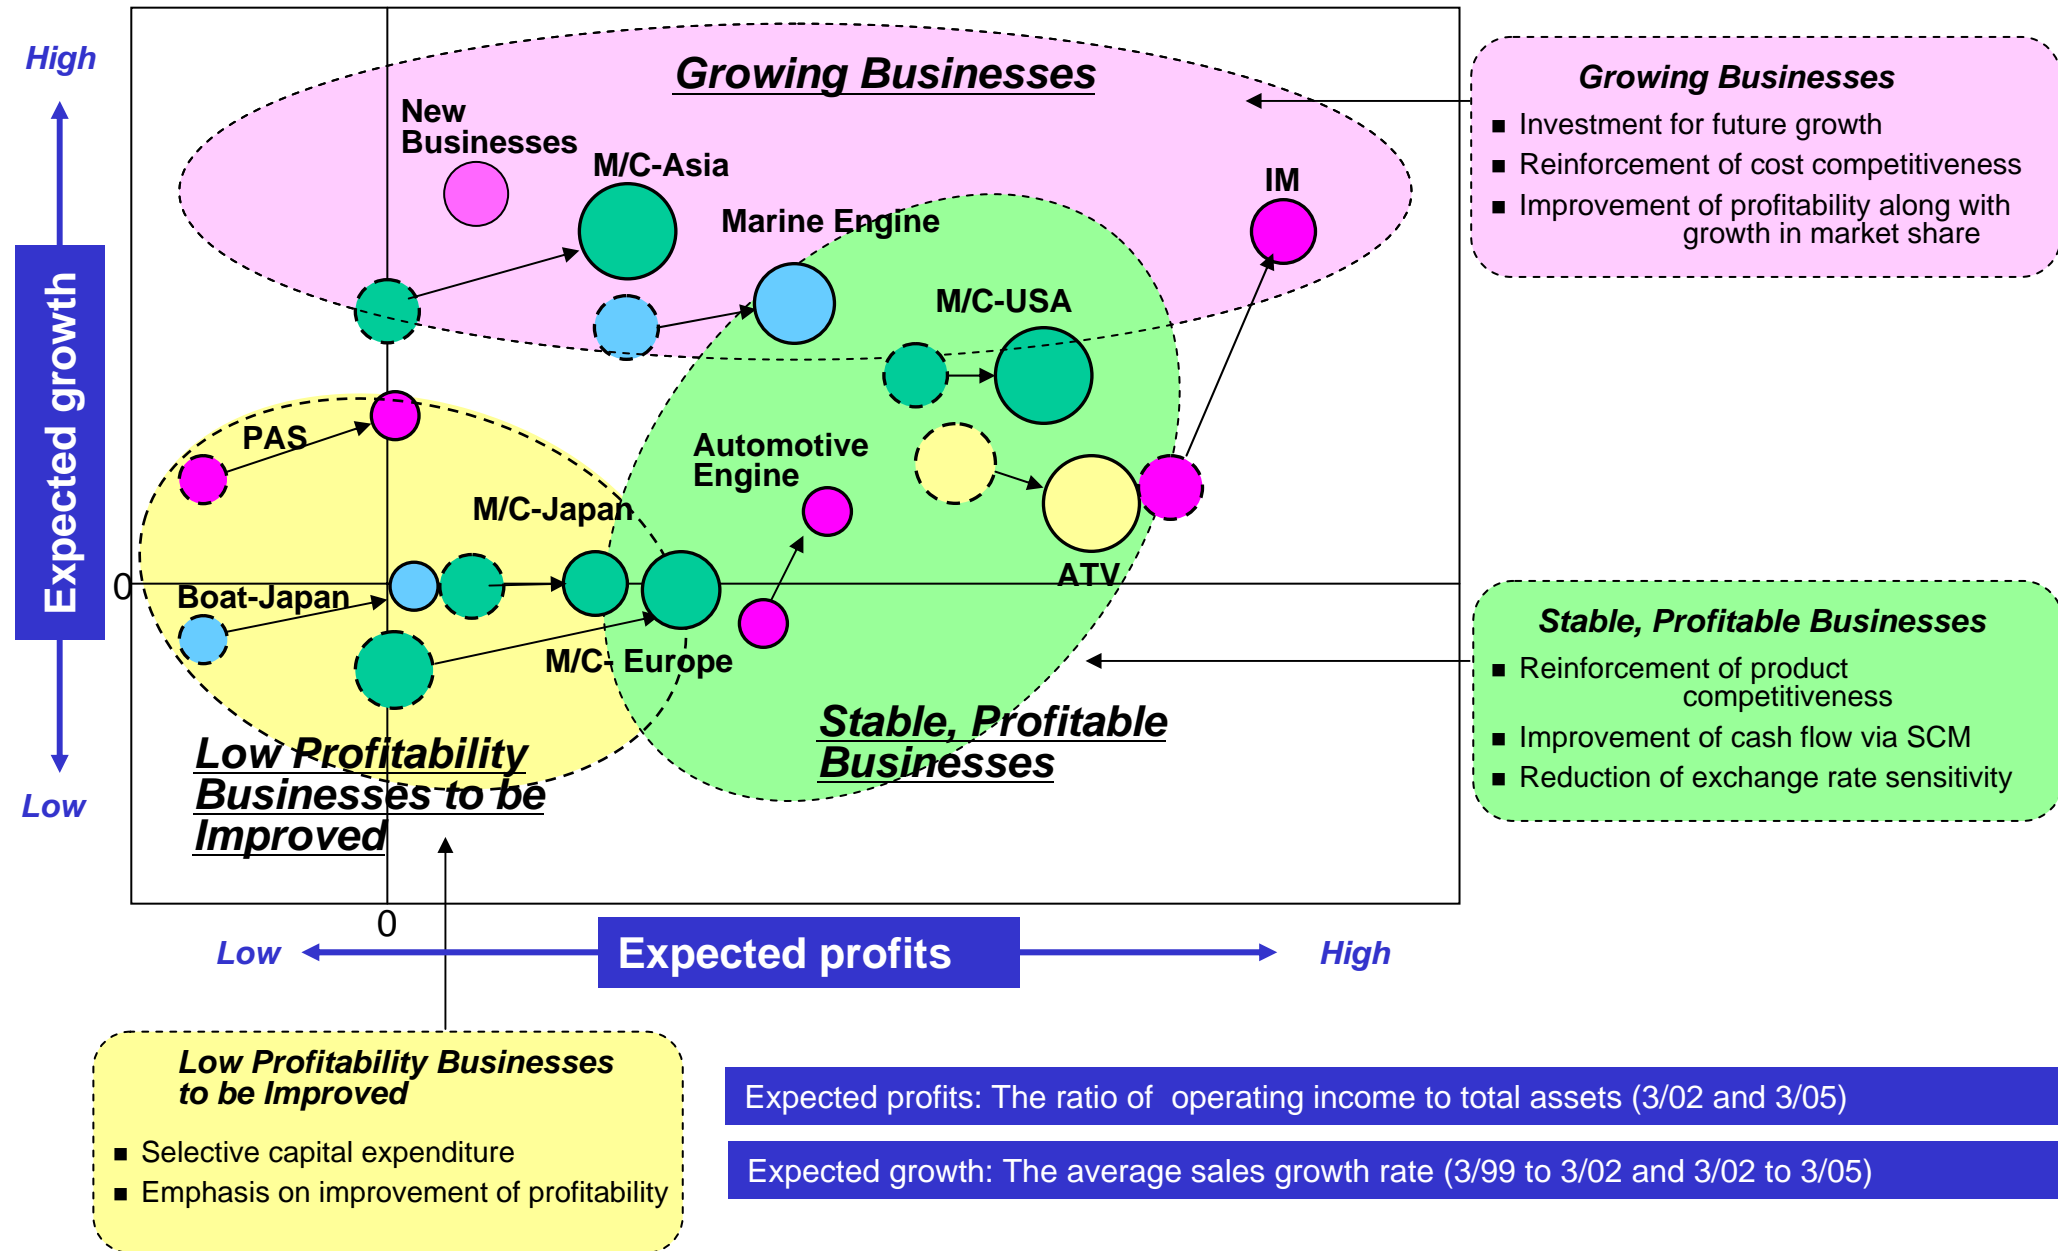 High
Expected growth
Low
0
Growing Businesses
New
Businesses
M/C-Asia
Marine Engine
IM
M/C-USA
PAS
Automotive
Engine
M/C-Japan
ATV
Boat-Japan
M/C- Europe
Stable, Profitable
Businesses
Low Profitability
Businesses to be
Improved
0
Low
Expected profits
High
Growing Businesses
■ Investment for future growth
■ Reinforcement of cost competitiveness
■ Improvement of profitability along with
growth in market share
Stable, Profitable Businesses
■ Reinforcement of product
competitiveness
■ Improvement of cash flow via SCM
■ Reduction of exchange rate sensitivity
Low Profitability Businesses
to be Improved
■ Selective capital expenditure
■ Emphasis on improvement of profitability
Expected profits: The ratio of operating income to total assets (3/02 and 3/05)
Expected growth: The average sales growth rate (3/99 to 3/02 and 3/02 to 3/05)